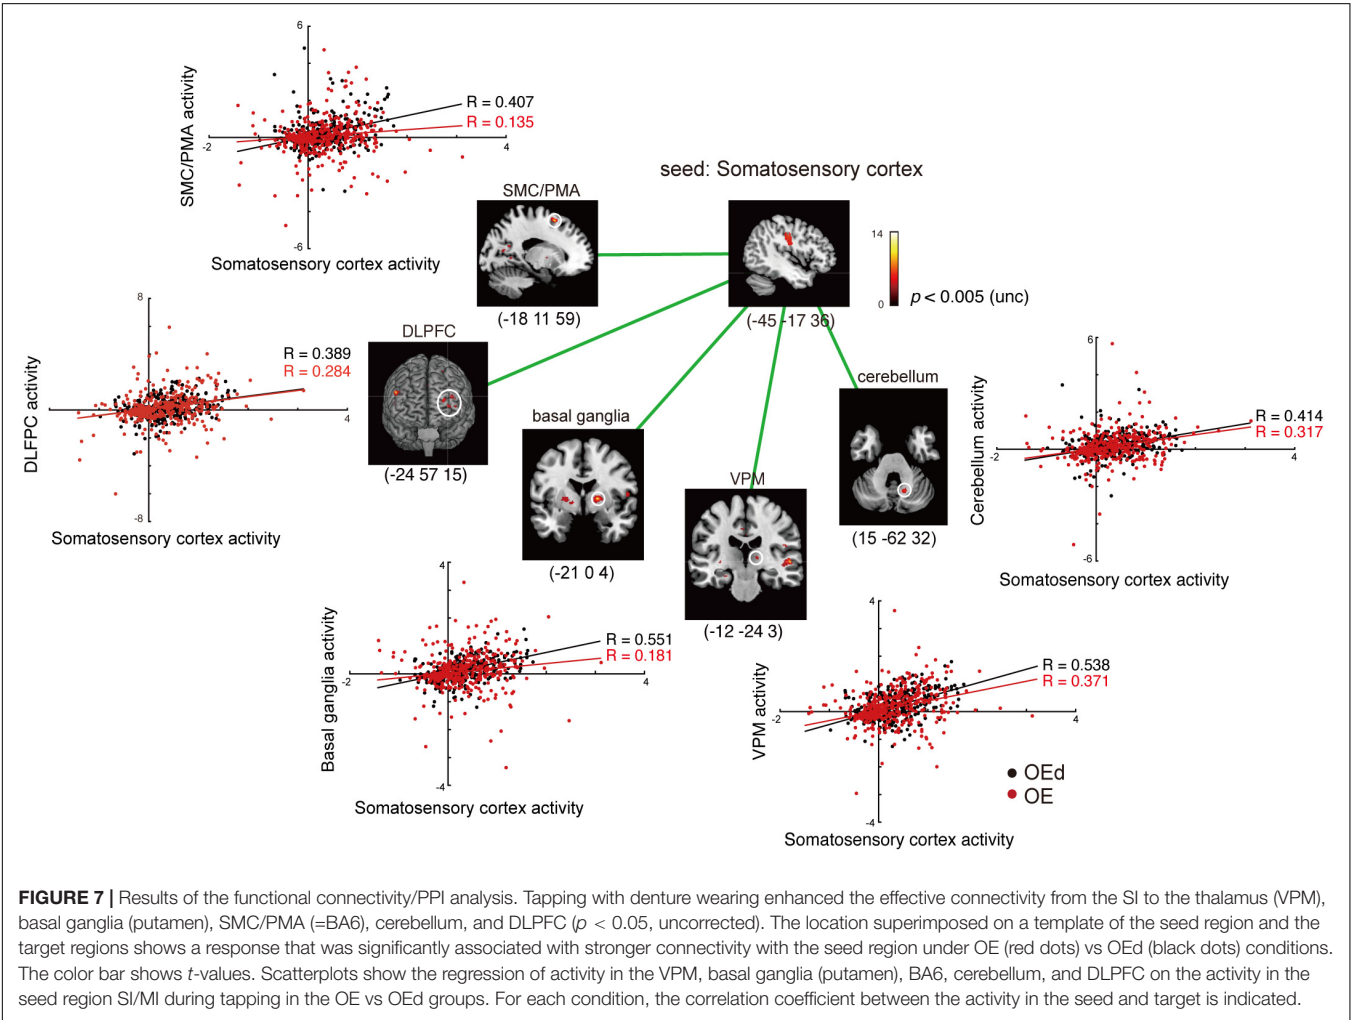 6
SMC/PMA activity
R = 0.407
R = 0.135
-2
4
-6
Somatosensory cortex activity
seed: Somatosensory cortex
SMC/PMA
(-18 11 59)
14
0
p < 0.005 (unc)
(-45 -17 36)
8
DLFPC activity
R = 0.389
R = 0.284
4
-8
Somatosensory cortex activity
DLPFC
(-24 57 15)
basal ganglia
(-21 0 4)
VPM
(-12 -24 3)
cerebellum
(15 -62 32)
6
Cerebellum activity
R = 0.414
R = 0.317
-2
4
-6
Somatosensory cortex activity
4
Basal ganglia activity
R = 0.551
R = 0.181
-2
4
-4
Somatosensory cortex activity
4
VPM activity
R = 0.538
R = 0.371
-2
4
-4
OEd
OE
Somatosensory cortex activity
FIGURE 7 | Results of the functional connectivity/PPI analysis. Tapping with denture wearing enhanced the effective connectivity from the SI to the thalamus (VPM),
basal ganglia (putamen), SMC/PMA (=BA6), cerebellum, and DLPFC (p < 0.05, uncorrected). The location superimposed on a template of the seed region and the
target regions shows a response that was significantly associated with stronger connectivity with the seed region under OE (red dots) vs OEd (black dots) conditions.
The color bar shows t-values. Scatterplots show the regression of activity in the VPM, basal ganglia (putamen), BA6, cerebellum, and DLPFC on the activity in the
seed region SI/MI during tapping in the OE vs OEd groups. For each condition, the correlation coefficient between the activity in the seed and target is indicated.